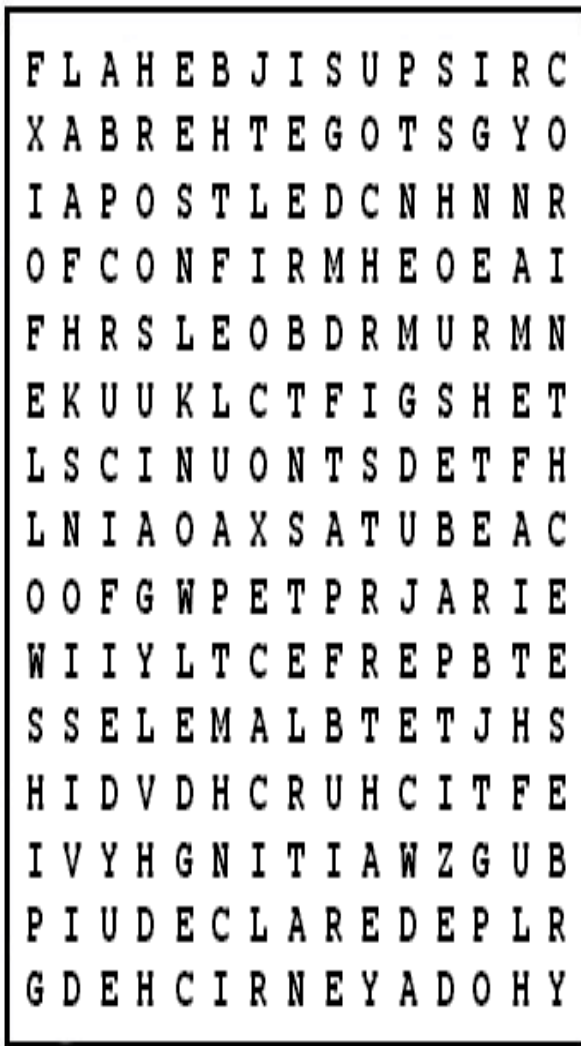 F L A H E B J I S U P S I R C
X A B R E H T E G O T S G Y O
I A P O S T L E D C N H N N R
O F C O N F I R M H E O E A I
F H R S L E O B D R M U R M N
E K U U K L C T F I G S H E T
L S C I N U O N T S D E T F H
L N I A O A X S A T U B E A C
O O F G W P E T P R J A R I E
W I I Y L T C E F R E P B T E
S S E L E M A L B T E T J H S
H I D V D H C R U H C I T F E
I V Y H G N I T I A W Z G U B
P I U D E C L A R E D E P L R
G D E H C I R N E Y A D O H Y